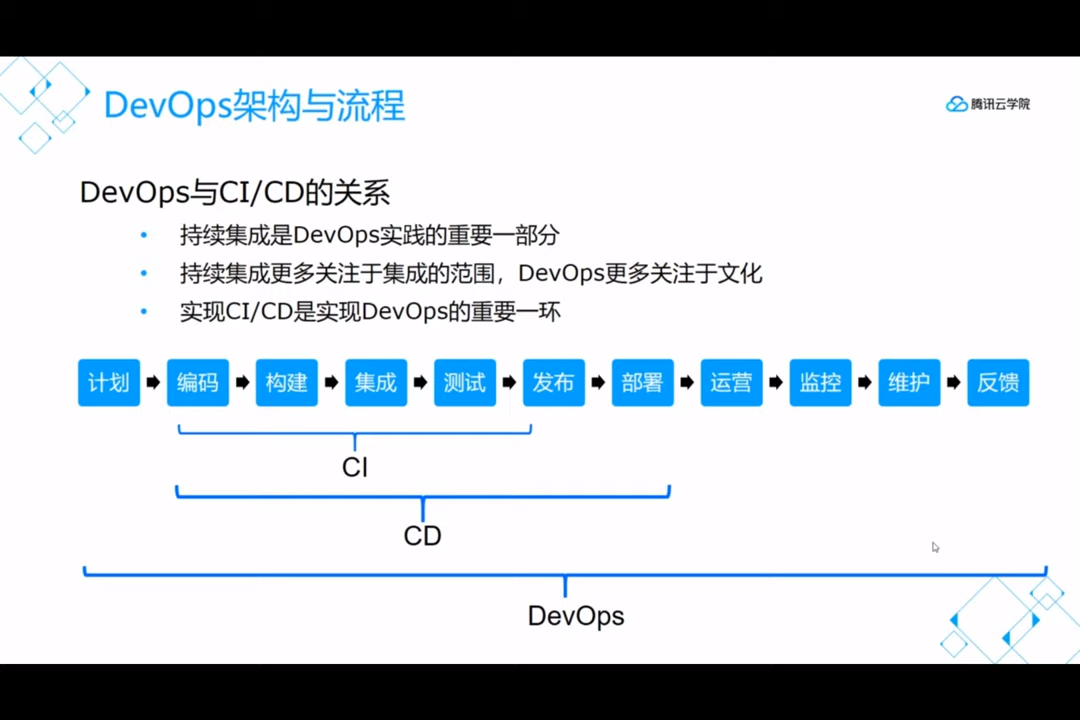 DevOps架构与流程
腾讯云学院
DevOps与CI/CD的关系
• 持续集成是DevOps实践的重要一部分
• 持续集成更多关注于集成的范围，DevOps更多关注于文化
• 实现CI/CD是实现DevOps的重要一环
计划 编码 构建 集成 测试 发布 部署 运营 监控 维护 反馈
CI
CD
DevOps